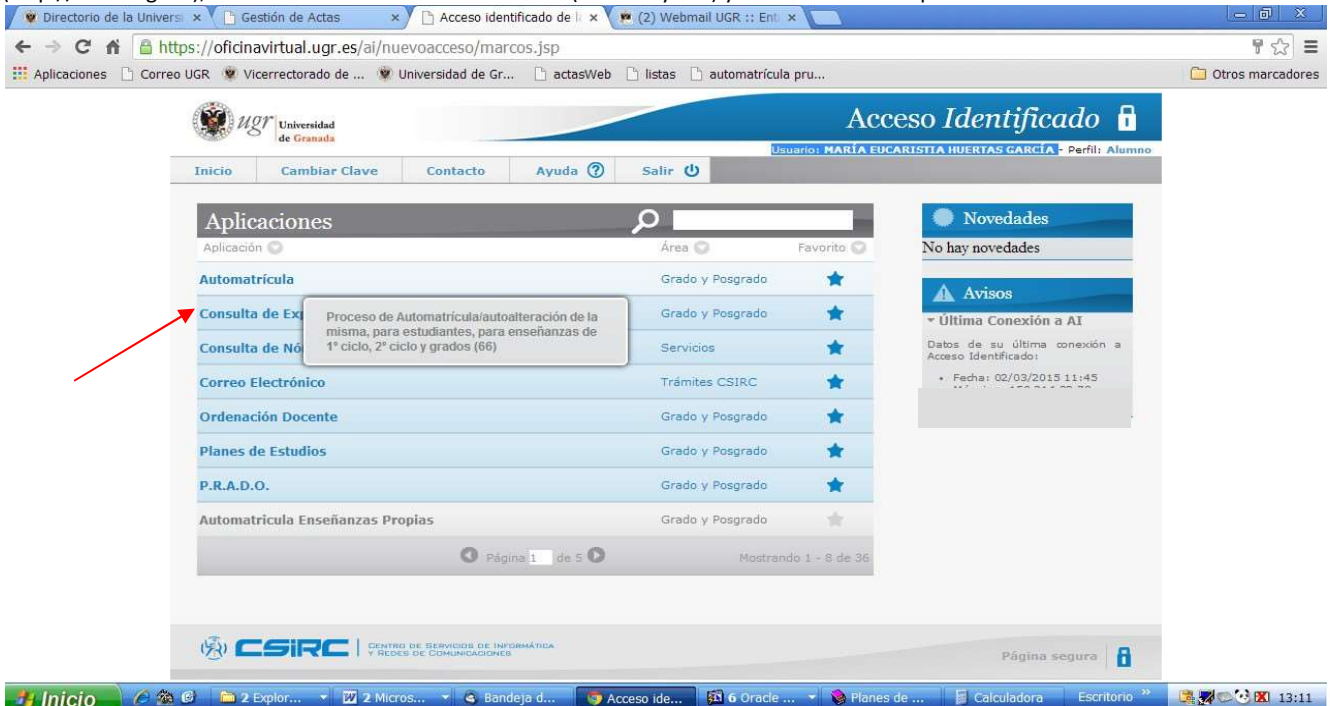 Directorio de la Univers
Gestión de Actas
Acceso identificado de l
(2) Webmail UGR :: Ent
https://oficinavirtual.ugr.es/ai/nuevoacceso/marcos.jsp
Aplicaciones
Correo UGR
Vicerrectorado de ...
Universidad de Gr...
actasWeb
listas
automatrícula pru...
Otros marcadores
ugr Universidad
de Granada
Acceso Identificado
Usuario: MARÍA EUCARISTIA HUERTAS GARCÍA - Perfil: Alumno
Inicio
Cambiar Clave
Contacto
Ayuda
Salir
Aplicaciones
Aplicación
Área
Favorito
Automatrícula
Grado y Posgrado
Consulta de Ex
Grado y Posgrado
Proceso de Automatrícula/autoalteración de la
misma, para estudiantes, para enseñanzas de
1º ciclo, 2º ciclo y grados (66)
Consulta de Nó
Servicios
Correo Electrónico
Trámites CSIRC
Ordenación Docente
Grado y Posgrado
Planes de Estudios
Grado y Posgrado
P.R.A.D.O.
Grado y Posgrado
Automatricula Enseñanzas Propias
Grado y Posgrado
Página 1 de 5
Mostrando 1 - 8 de 36
Novedades
No hay novedades
Avisos
Última Conexión a AI
Datos de su última conexión a
Acceso Identificado:
Fecha: 02/03/2015 11:45
CSIRC
CENTRO DE SERVICIOS DE INFORMÁTICA
Y REDES DE COMUNICACIONES
Página segura
Inicio
2 Explor...
2 Micros...
Bandeja d...
Acceso ide...
6 Oracle ...
Planes de ...
Calculadora
Escritorio
13:11